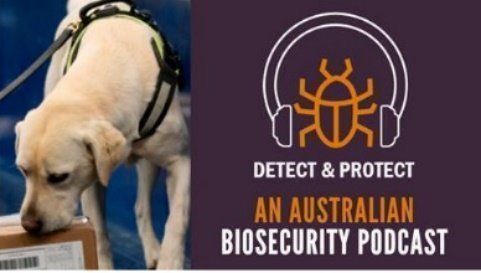 DETECT & PROTECT
AN AUSTRALIAN
BIOSECURITY PODCAST